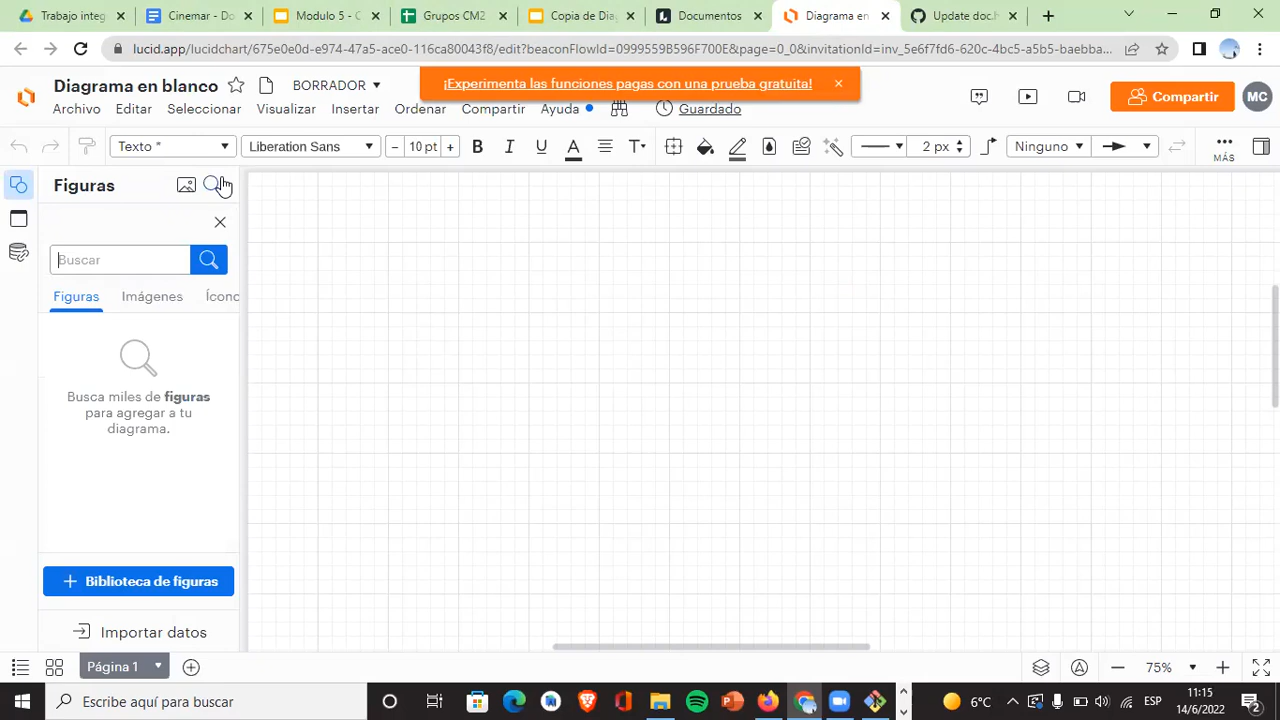 Trabajo integ
Cinemar - Do
Modulo 5 - C
Grupos CM2
Copia de Dia
Documentos
Diagrama en
Update doc.h
lucid.app/lucidchart/675e0e0d-e974-47a5-ace0-116ca80043f8/edit?beaconFlowId=0999559B596F700E&page=0_0&invitationId=inv_5e6f7fd6-620c-4bc5-a5b5-baebba...
Diagrama en blanco
BORRADOR
¡Experimenta las funciones pagas con una prueba gratuita!
Compartir
MC
Archivo Editar Seleccionar Visualizar Insertar Ordenar Compartir Ayuda Guardado
Texto * Liberation Sans 10 pt B I U A T 2 px Ninguno MÁS
Figuras
Buscar
Figuras Imágenes Ícono
Busca miles de figuras
para agregar a tu
diagrama.
+ Biblioteca de figuras
Importar datos
Página 1
75%
Escribe aquí para buscar
6°C
ESP
11:15
14/6/2022
2